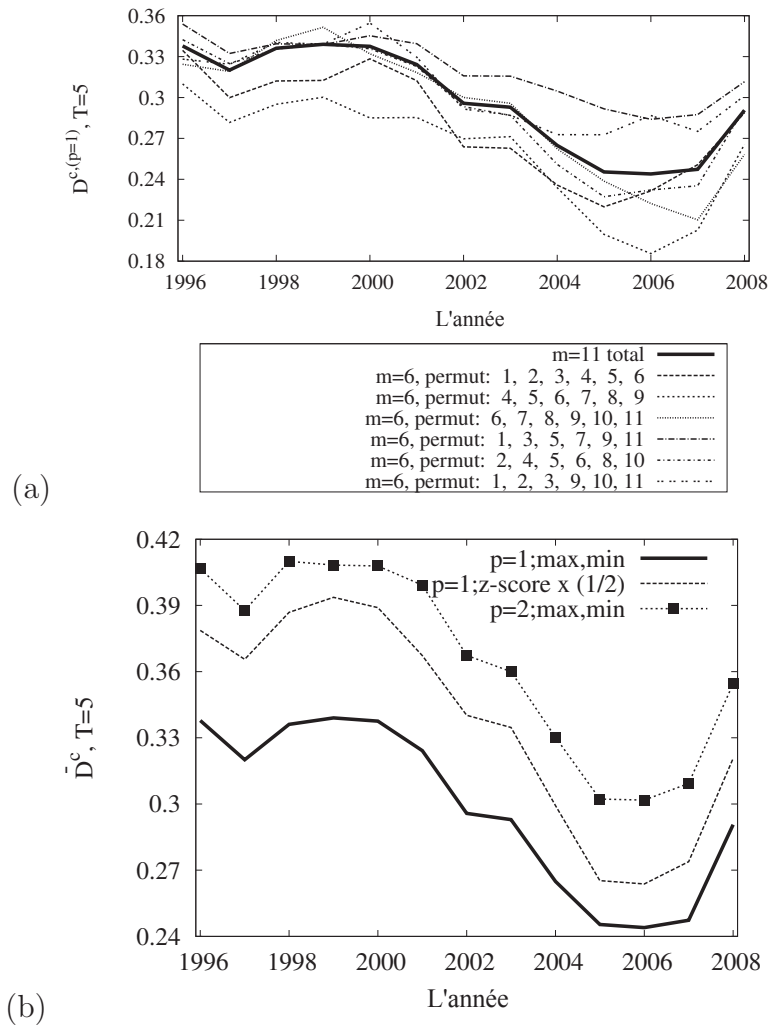 0.36
0.33
0.3
0.27
0.24
0.21
0.18
D^c,(p=1), T=5
1996 1998 2000 2002 2004 2006 2008
L'année
m=11 total
m=6, permut: 1, 2, 3, 4, 5, 6
m=6, permut: 4, 5, 6, 7, 8, 9
m=6, permut: 6, 7, 8, 9, 10, 11
m=6, permut: 1, 3, 5, 7, 9, 11
m=6, permut: 2, 4, 5, 6, 8, 10
m=6, permut: 1, 2, 3, 9, 10, 11
(a)
0.42
0.39
0.36
0.33
0.3
0.27
0.24
D̄^c, T=5
p=1;max,min
p=1;z-score x (1/2)
p=2;max,min
1996 1998 2000 2002 2004 2006 2008
L'année
(b)